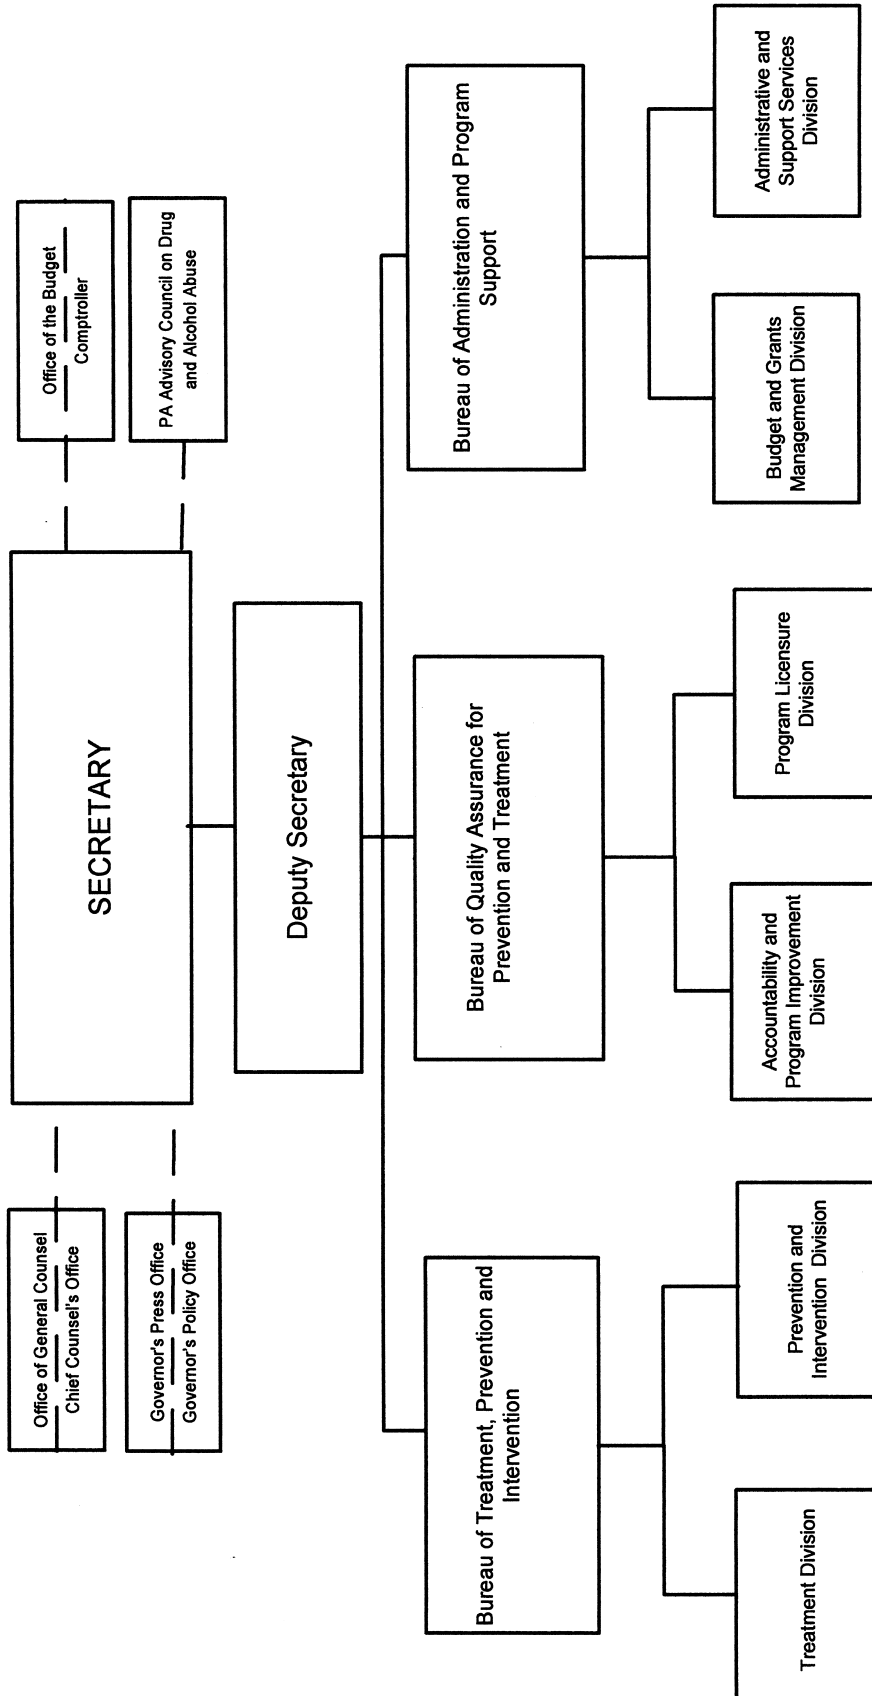 Office of General Counsel
Chief Counsel's Office
Governor's Press Office
Governor's Policy Office
SECRETARY
Office of the Budget
Comptroller
PA Advisory Council on Drug
and Alcohol Abuse
Deputy Secretary
Bureau of Treatment, Prevention and
Intervention
Bureau of Quality Assurance for
Prevention and Treatment
Bureau of Administration and Program
Support
Treatment Division
Prevention and
Intervention Division
Accountability and
Program Improvement
Division
Program Licensure
Division
Budget and Grants
Management Division
Administrative and
Support Services
Division